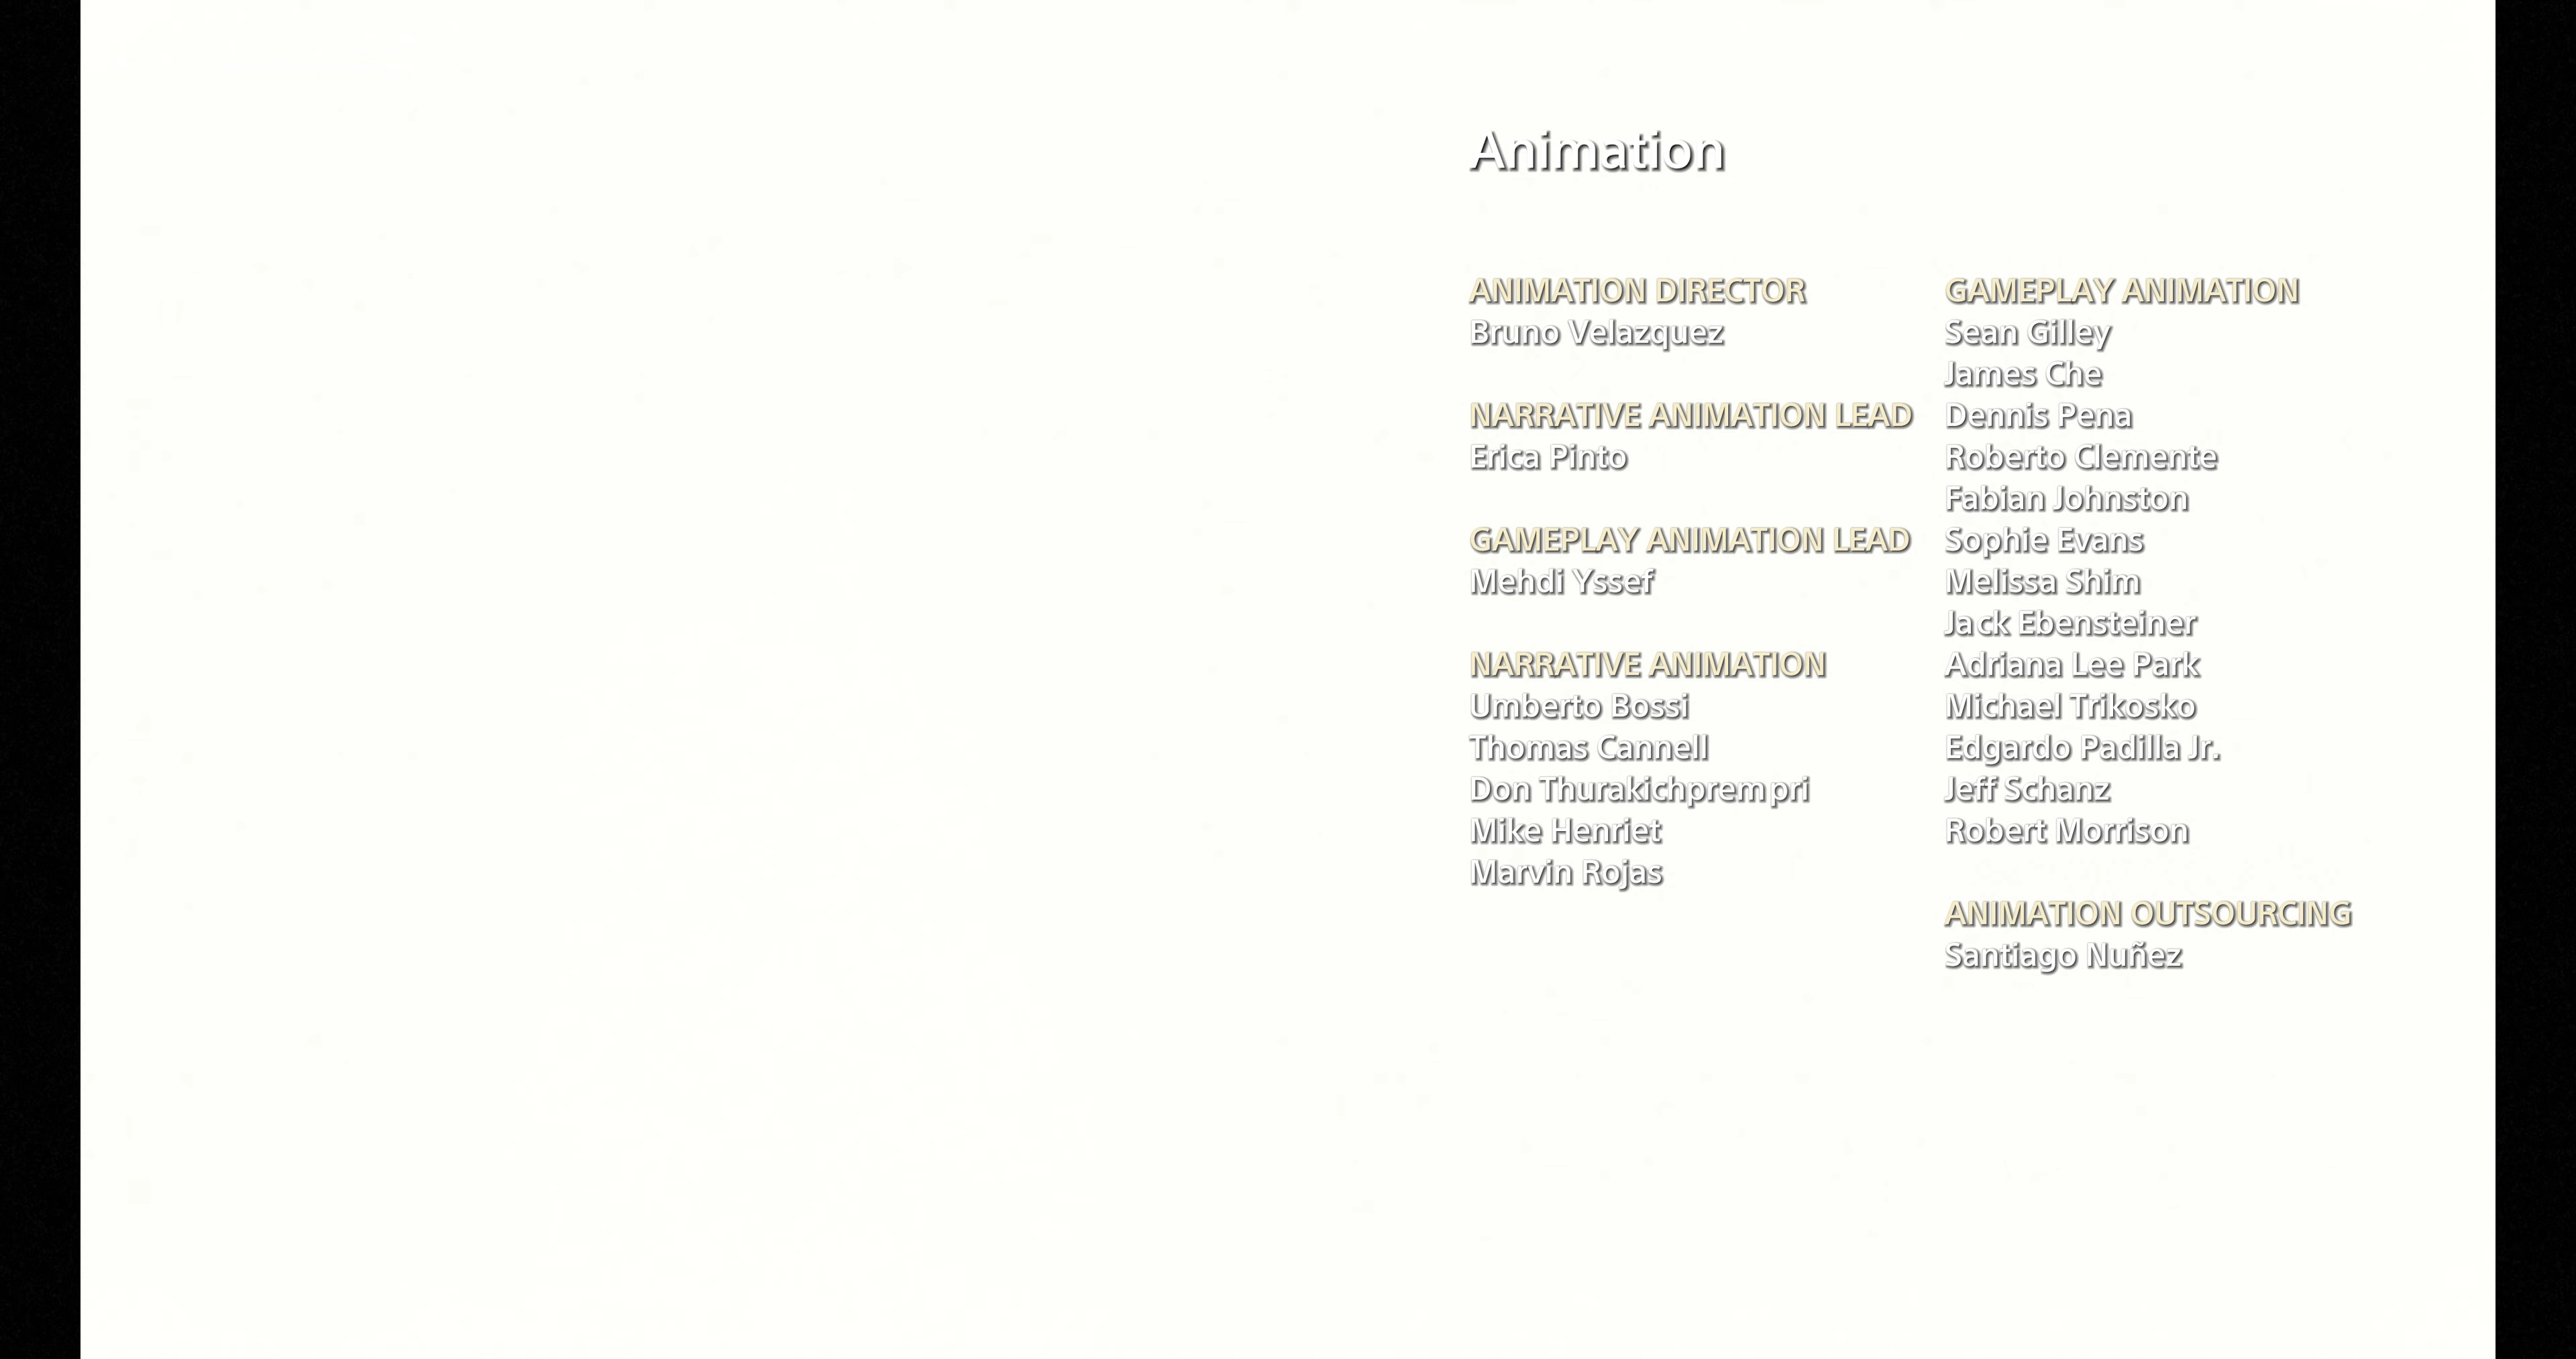 Animation
ANIMATION DIRECTOR
Bruno Velazquez
NARRATIVE ANIMATION LEAD
Erica Pinto
GAMEPLAY ANIMATION LEAD
Mehdi Yssef
NARRATIVE ANIMATION
Umberto Bossi
Thomas Cannell
Don Thurakichprempri
Mike Henriet
Marvin Rojas
GAMEPLAY ANIMATION
Sean Gilley
James Che
Dennis Pena
Roberto Clemente
Fabian Johnston
Sophie Evans
Melissa Shim
Jack Ebensteiner
Adriana Lee Park
Michael Trikosko
Edgardo Padilla Jr.
Jeff Schanz
Robert Morrison
ANIMATION OUTSOURCING
Santiago Nuñez